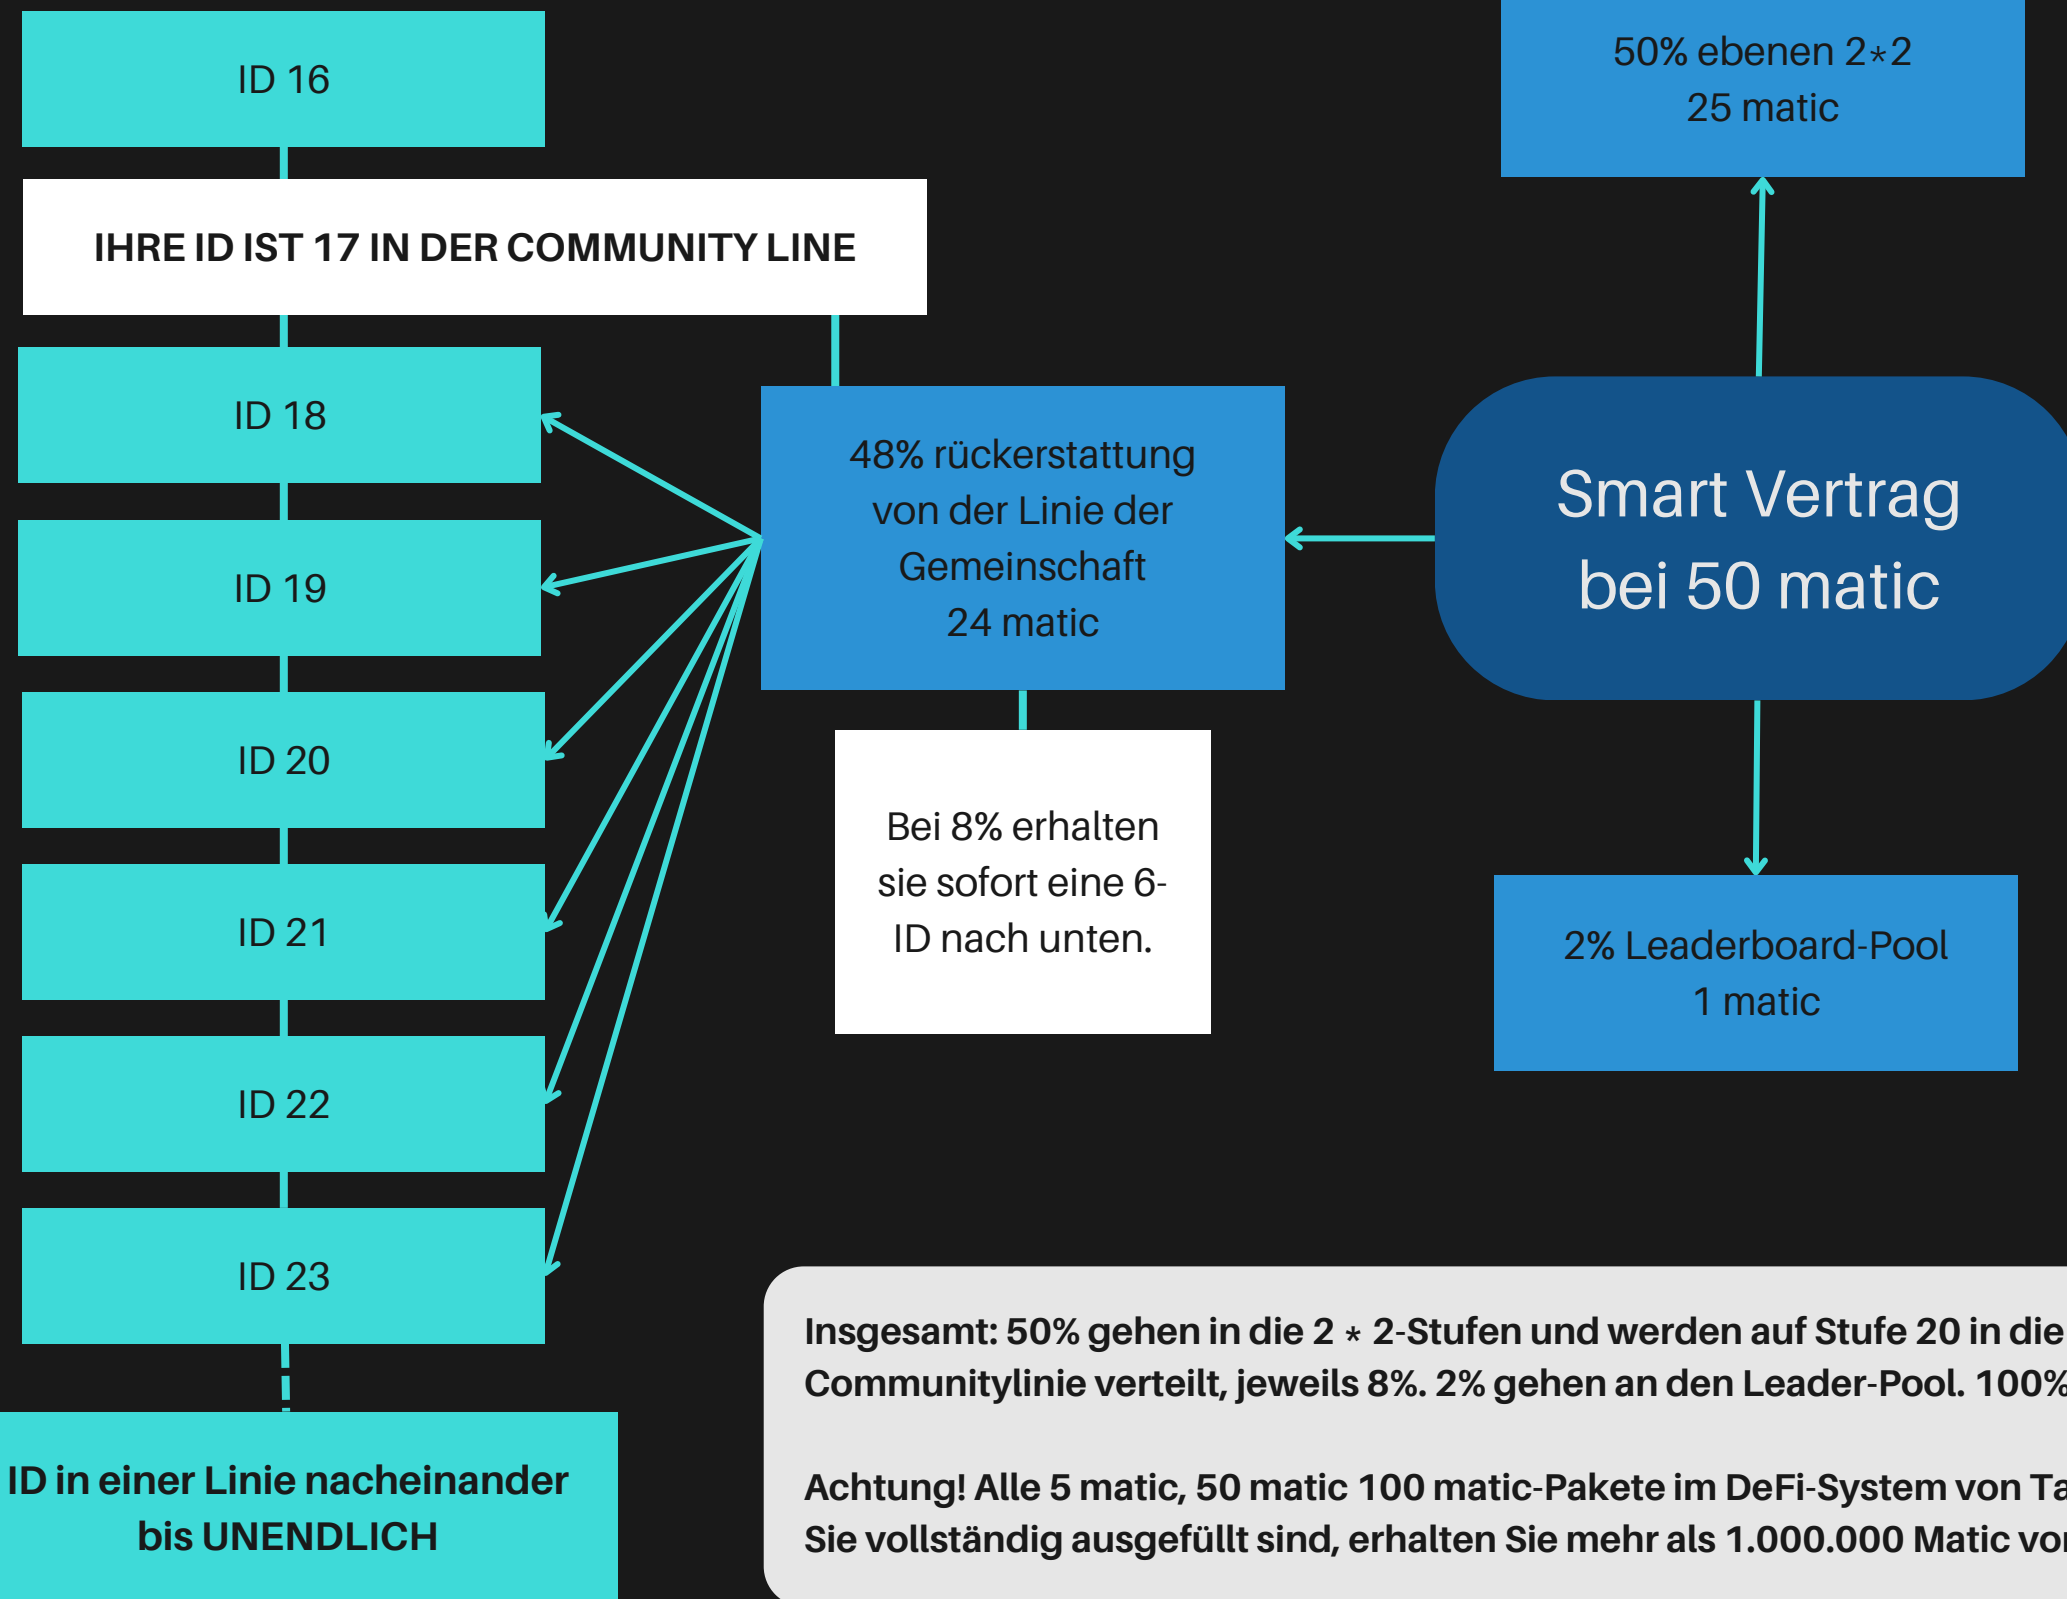 ID 16
IHRE ID IST 17 IN DER COMMUNITY LINE
ID 18
ID 19
ID 20
ID 21
ID 22
ID 23
ID in einer Linie nacheinander
bis UNENDLICH
48% rückerstattung
von der Linie der
Gemeinschaft
24 matic
Bei 8% erhalten
sie sofort eine 6-
ID nach unten.
50% ebenen 2*2
25 matic
Smart Vertrag
bei 50 matic
2% Leaderboard-Pool
1 matic
Insgesamt: 50% gehen in die 2 * 2-Stufen und werden auf Stufe 20 in die
Communitylinie verteilt, jeweils 8%. 2% gehen an den Leader-Pool. 100%
Achtung! Alle 5 matic, 50 matic 100 matic-Pakete im DeFi-System von
Sie vollständig ausgefüllt sind, erhalten Sie mehr als 1.000.000 Matic